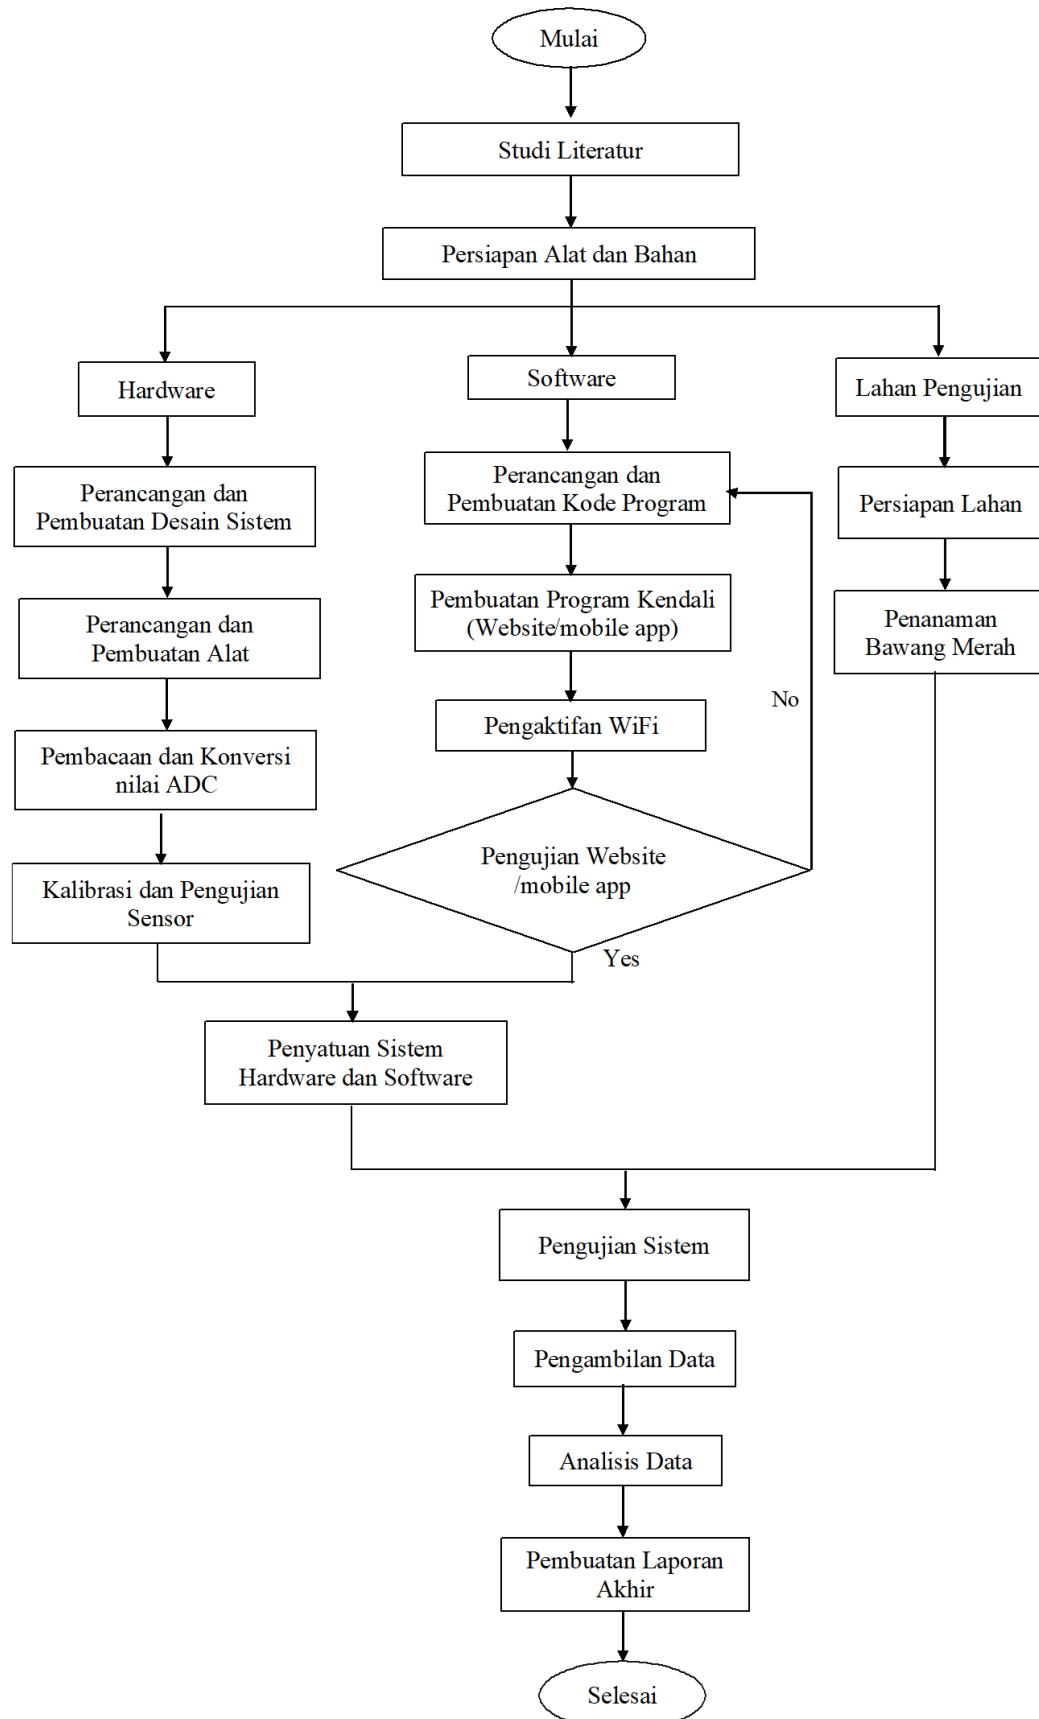 Mulai
Studi Literatur
Persiapan Alat dan Bahan
Hardware
Perancangan dan
Pembuatan Desain Sistem
Perancangan dan
Pembuatan Alat
Pembacaan dan Konversi
nilai ADC
Kalibrasi dan Pengujian
Sensor
Software
Perancangan dan
Pembuatan Kode Program
Pembuatan Program Kendali
(Website/mobile app)
Pengaktifan WiFi
Pengujian Website
/mobile app
No
Yes
Lahan Pengujian
Persiapan Lahan
Penanaman
Bawang Merah
Penyatuan Sistem
Hardware dan Software
Pengujian Sistem
Pengambilan Data
Analisis Data
Pembuatan Laporan
Akhir
Selesai